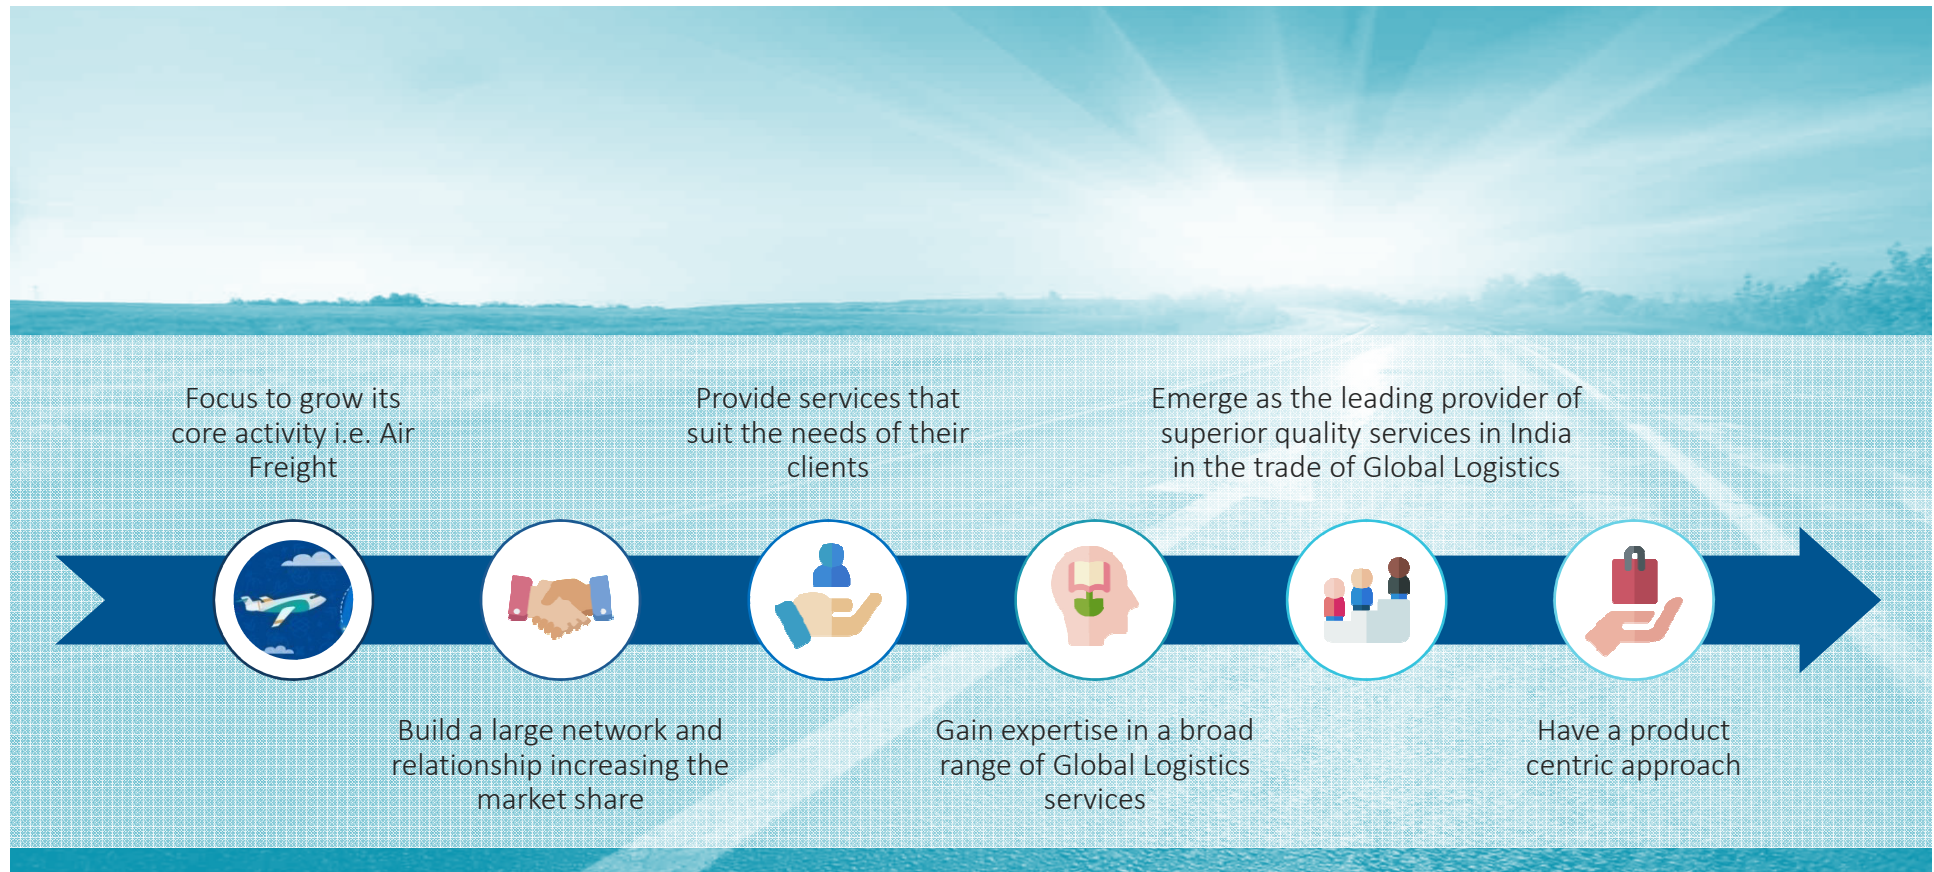 Focus to grow its
core activity i.e. Air
Freight
Build a large network and
relationship increasing the
market share
Provide services that
suit the needs of their
clients
Gain expertise in a broad
range of Global Logistics
services
Emerge as the leading provider of
superior quality services in India
in the trade of Global Logistics
Have a product
centric approach